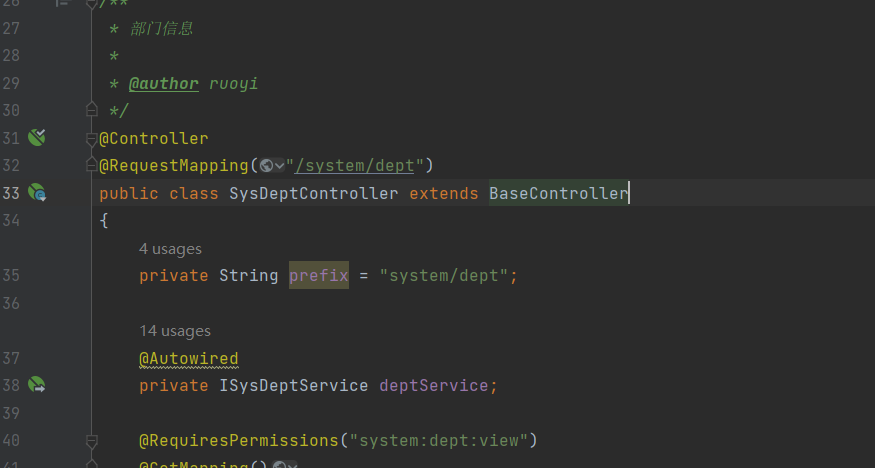 26 /**
27 * 部门信息
28 *
29 * @author ruoyi
30 */
31 @Controller
32 @RequestMapping("/system/dept")
33 public class SysDeptController extends BaseController
34 {
4 usages
35 private String prefix = "system/dept";
36
14 usages
37 @Autowired
38 private ISysDeptService deptService;
39
40 @RequiresPermissions("system:dept:view")
41 @GetMapping()